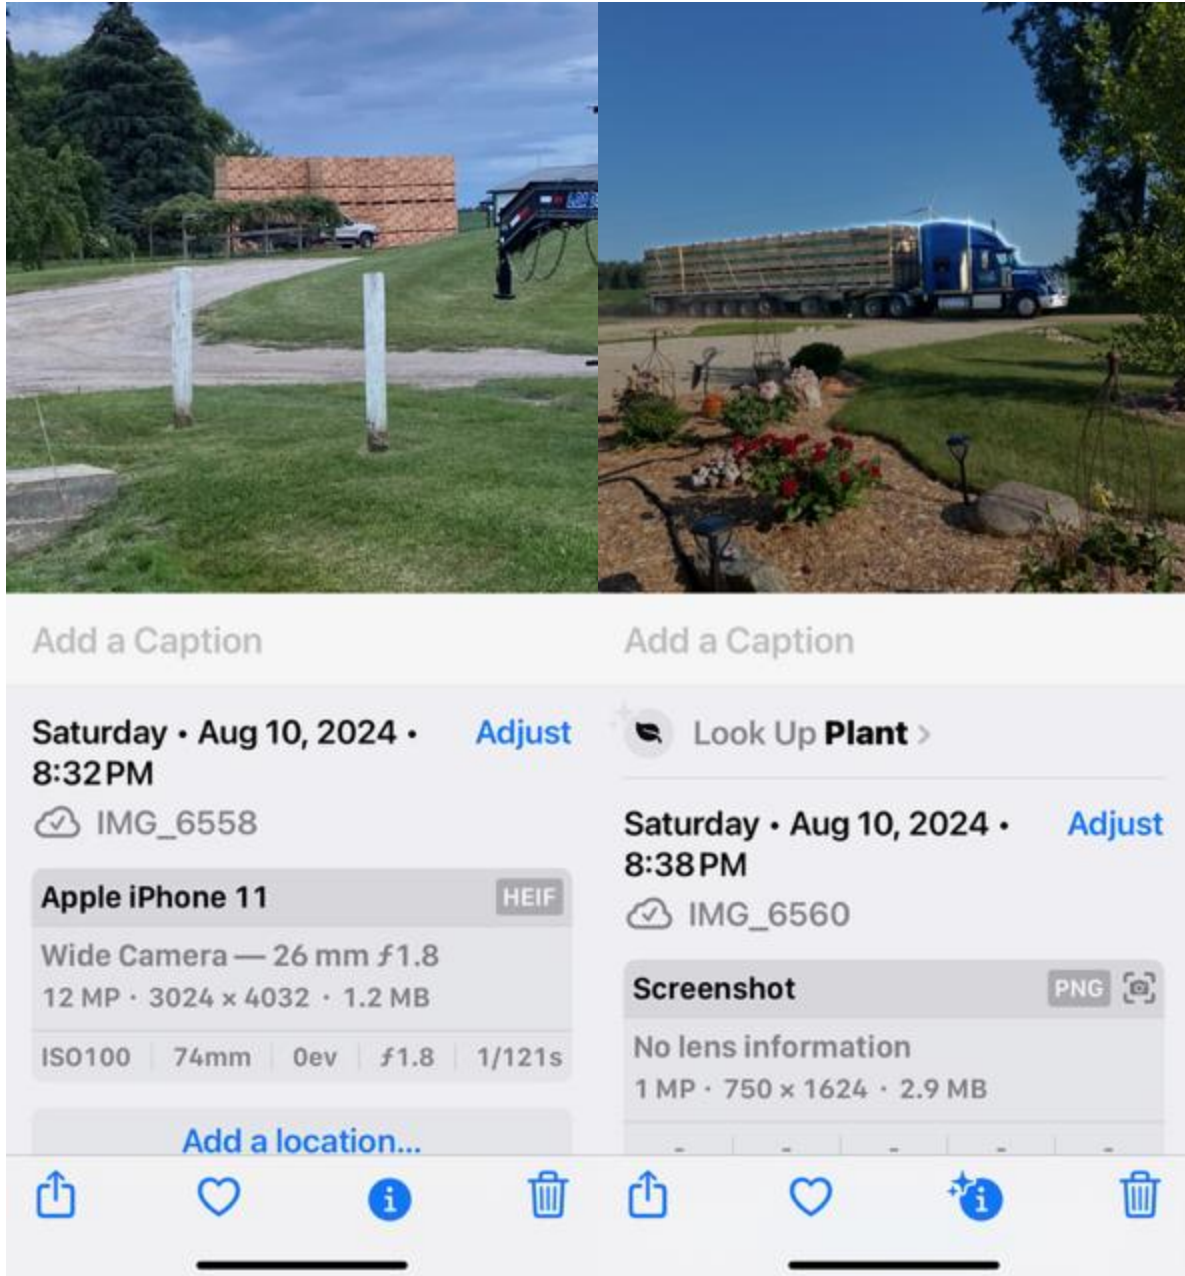 Add a Caption
Saturday • Aug 10, 2024 •
Adjust
8:32 PM
IMG_6558
Apple iPhone 11
HEIF
Wide Camera — 26 mm ƒ1.8
12 MP · 3024 × 4032 · 1.2 MB
ISO100 74mm 0ev ƒ1.8 1/121s
Add a location...
Add a Caption
Look Up Plant >
Saturday • Aug 10, 2024 •
Adjust
8:38 PM
IMG_6560
Screenshot
PNG
No lens information
1 MP · 750 × 1624 · 2.9 MB
- - - - -